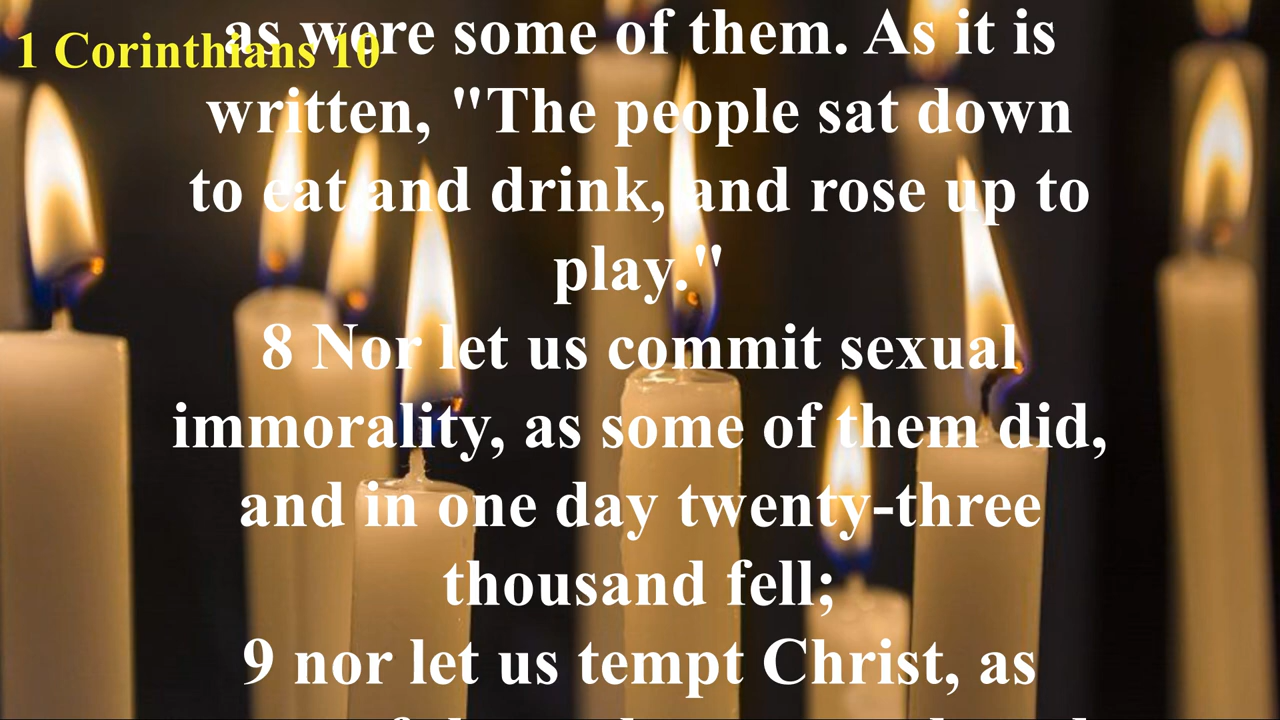 as were some of them. As it is
1 Corinthians 10
written, "The people sat down
to eat and drink, and rose up to
play."
8 Nor let us commit sexual
immorality, as some of them did,
and in one day twenty-three
thousand fell;
9 nor let us tempt Christ, as